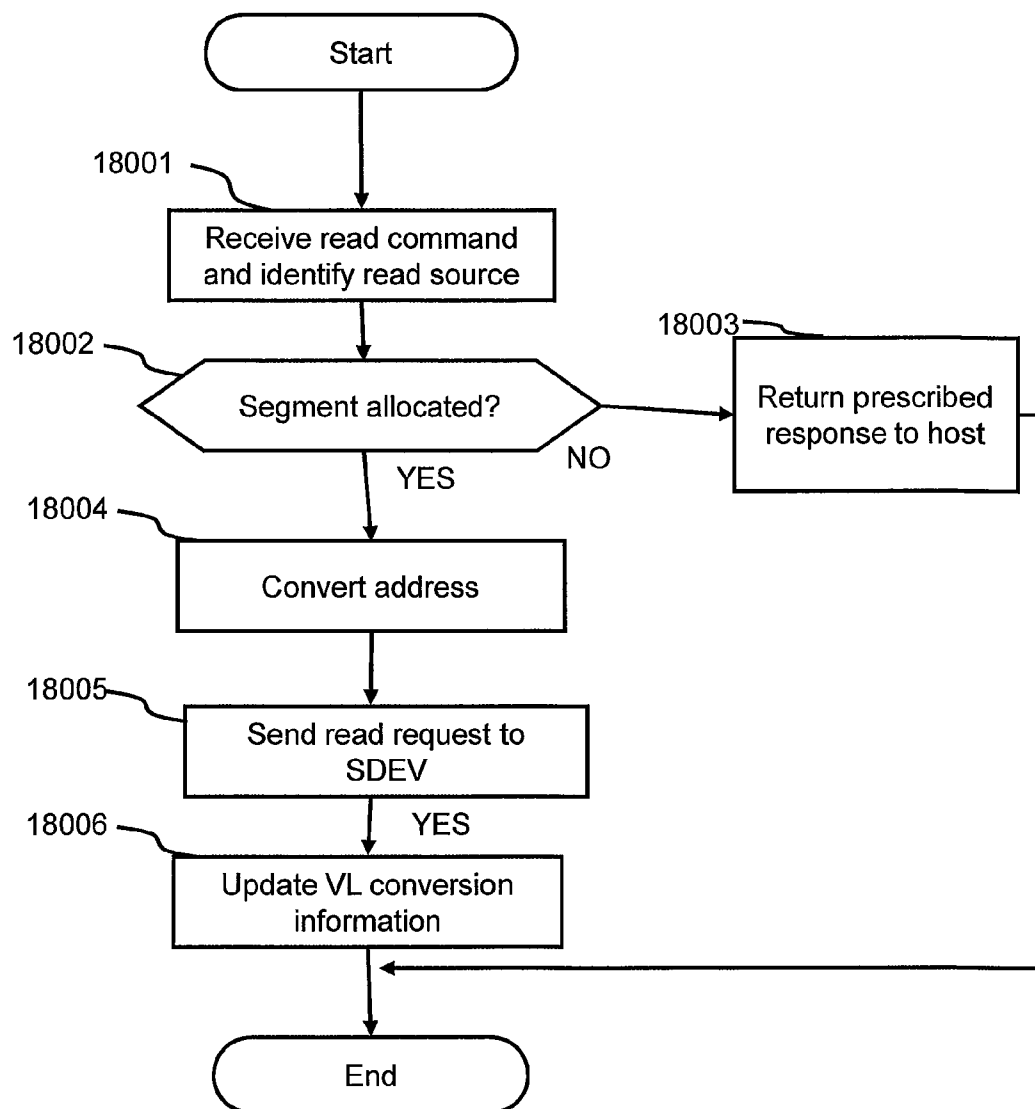 Start
18001
Receive read command
and identify read source
18002
Segment allocated?
18003
Return prescribed
response to host
NO
YES
18004
Convert address
18005
Send read request to
SDEV
YES
18006
Update VL conversion
information
End